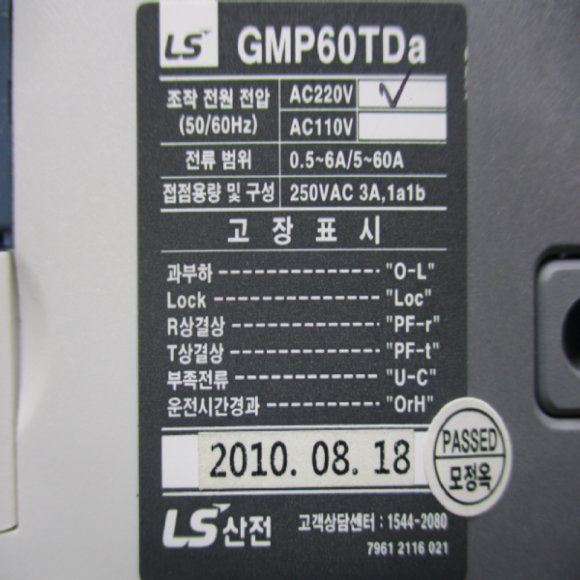 LS GMP60TDa
조작 전원 전압 AC220V ✓
(50/60Hz) AC110V
전류 범위 0.5~6A/5~60A
접점용량 및 구성 250VAC 3A,1a1b
고 장 표 시
과부하 ---------------- "O-L"
Lock ---------------- "Loc"
R상결상 ---------------- "PF-r"
T상결상 ---------------- "PF-t"
부족전류 ---------------- "U-C"
운전시간경과 ------------- "OrH"
2010. 08. 18
PASSED
모정옥
LS산전 고객상담센터 : 1544-2080
7961 2116 021